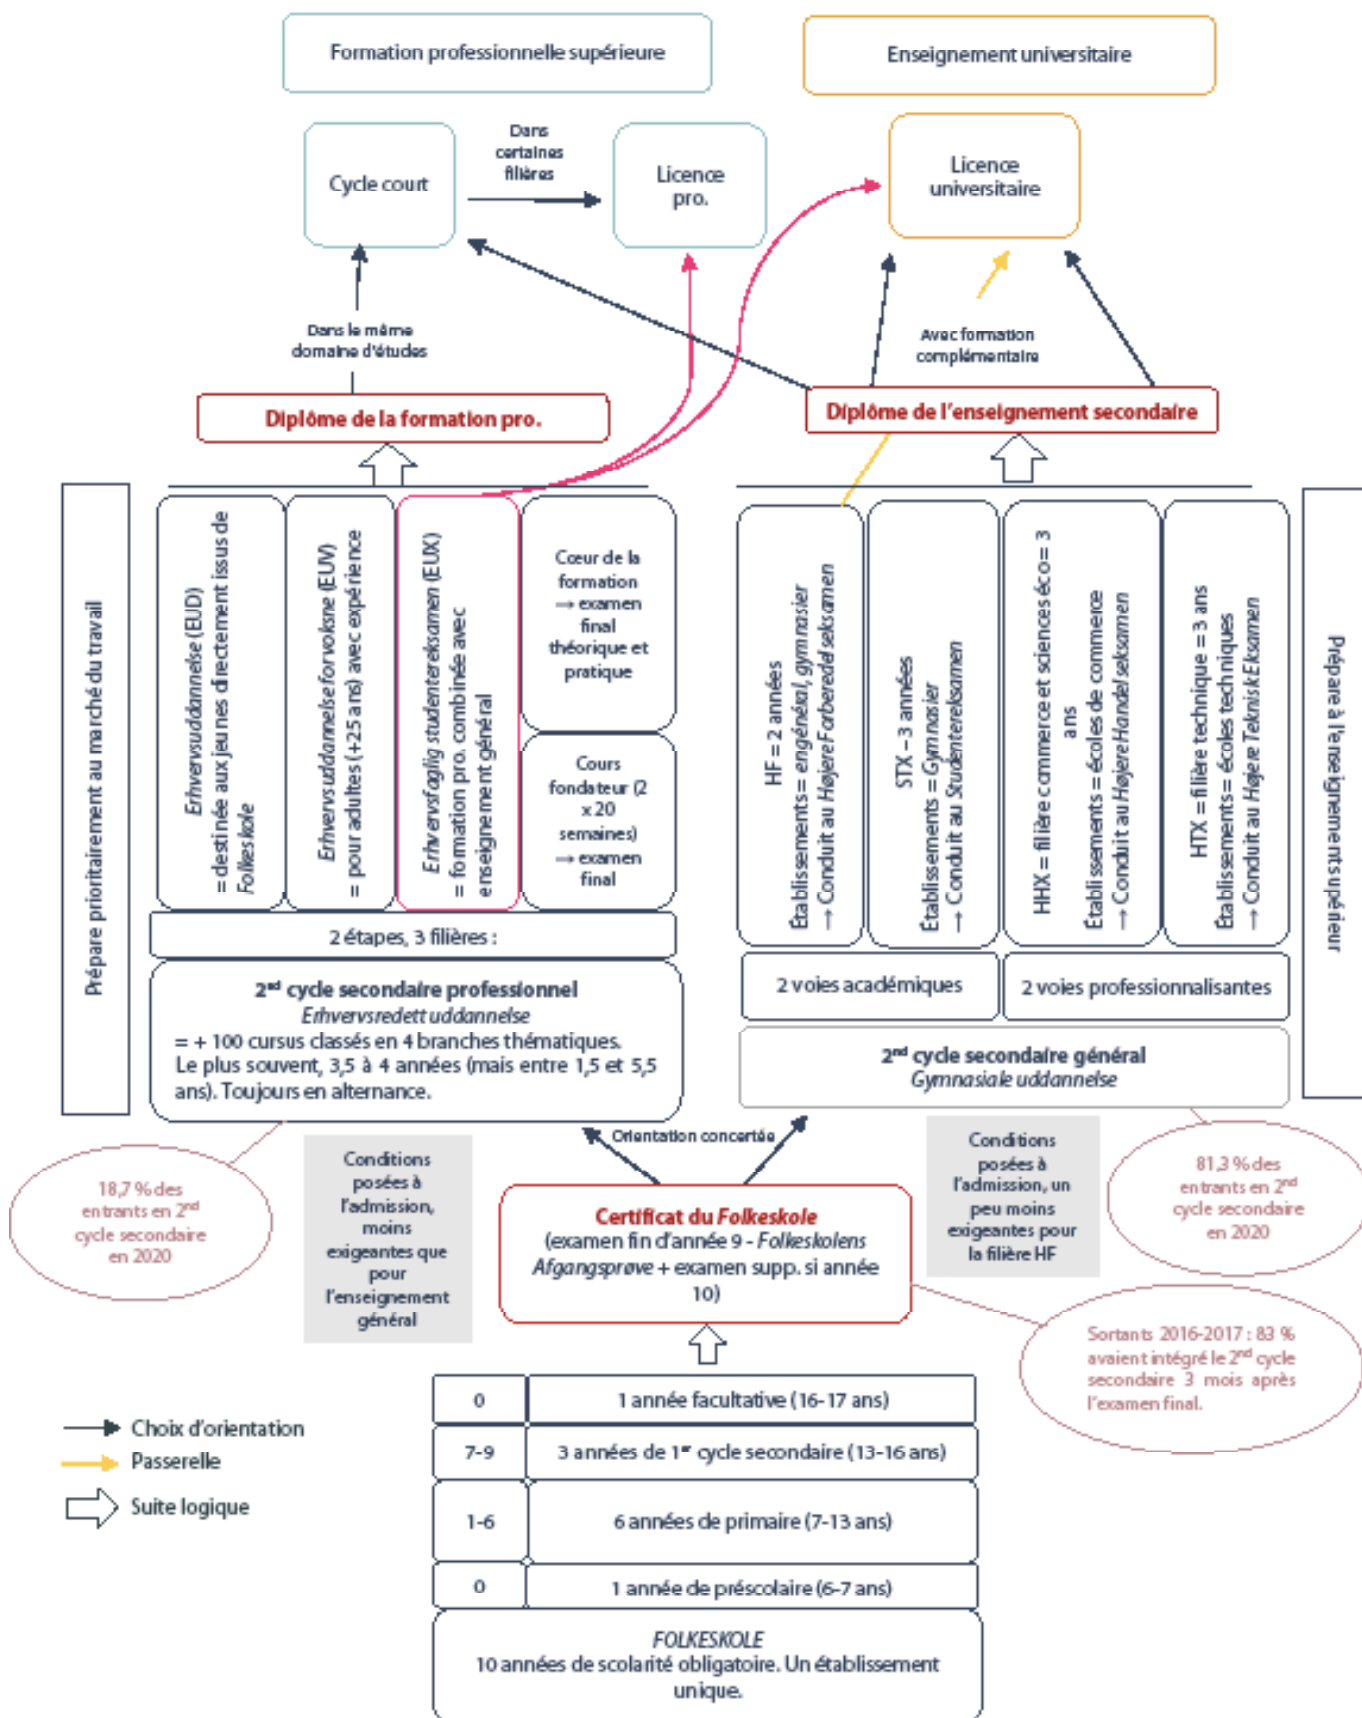 Formation professionnelle supérieure
Enseignement universitaire
Cycle court
Dans
certaines
filières
Licence
pro.
Licence
universitaire
Dans le même
domaine d'études
Avec formation
complémentaire
Diplôme de la formation pro.
Diplôme de l'enseignement secondaire
Prépare prioritairement au marché du travail
Erhvervsuddannelse (EUD)
= destinée aux jeunes directement issus de
Folkeskole
Erhvervsuddannelse for voksne (EUV)
= pour adultes (+25 ans) avec expérience
Erhvervsfaglig studentereksamen (EUX)
= formation pro. combinée avec
enseignement général
Cœur de la
formation
→ examen
final
théorique et
pratique
Cours
fondateur (2
x 20
semaines)
→ examen
final
2 étapes, 3 filières :
2nd cycle secondaire professionnel
Erhvervsredett uddannelse
= + 100 cursus classés en 4 branches thématiques.
Le plus souvent, 3,5 à 4 années (mais entre 1,5 et 5,5
ans). Toujours en alternance.
HF = 2 années
Établissements = en général, gymnasier
→ Conduit au Højere Forberedelseksamen
STX – 3 années
Établissements = Gymnasier
→ Conduit au Studentereksamen
HHX = filière commerce et sciences éco = 3
ans
Établissements = écoles de commerce
→ Conduit au Højere Handelseksamen
HTX = filière technique = 3 ans
Établissements = écoles techniques
→ Conduit au Højere Teknisk Eksamen
Prépare à l'enseignement supérieur
2 voies académiques
2 voies professionnalisantes
2nd cycle secondaire général
Gymnasiale uddannelse
Orientation concertée
18,7 % des
entrants en 2nd
cycle secondaire
en 2020
Conditions
posées à
l'admission,
moins
exigeantes que
pour
l'enseignement
général
Conditions
posées à
l'admission, un
peu moins
exigeantes pour
la filière HF
81,3 % des
entrants en 2nd
cycle secondaire
en 2020
Certificat du Folkeskole
(examen fin d'année 9 - Folkeskolens
Afgangsprøve + examen supp. si année
10)
Sortants 2016-2017 : 83 %
avaient intégré le 2nd cycle
secondaire 3 mois après
l'examen final.
0
1 année facultative (16-17 ans)
7-9
3 années de 1er cycle secondaire (13-16 ans)
1-6
6 années de primaire (7-13 ans)
0
1 année de préscolaire (6-7 ans)
FOLKESKOLE
10 années de scolarité obligatoire. Un établissement
unique.
Choix d'orientation
Passerelle
Suite logique